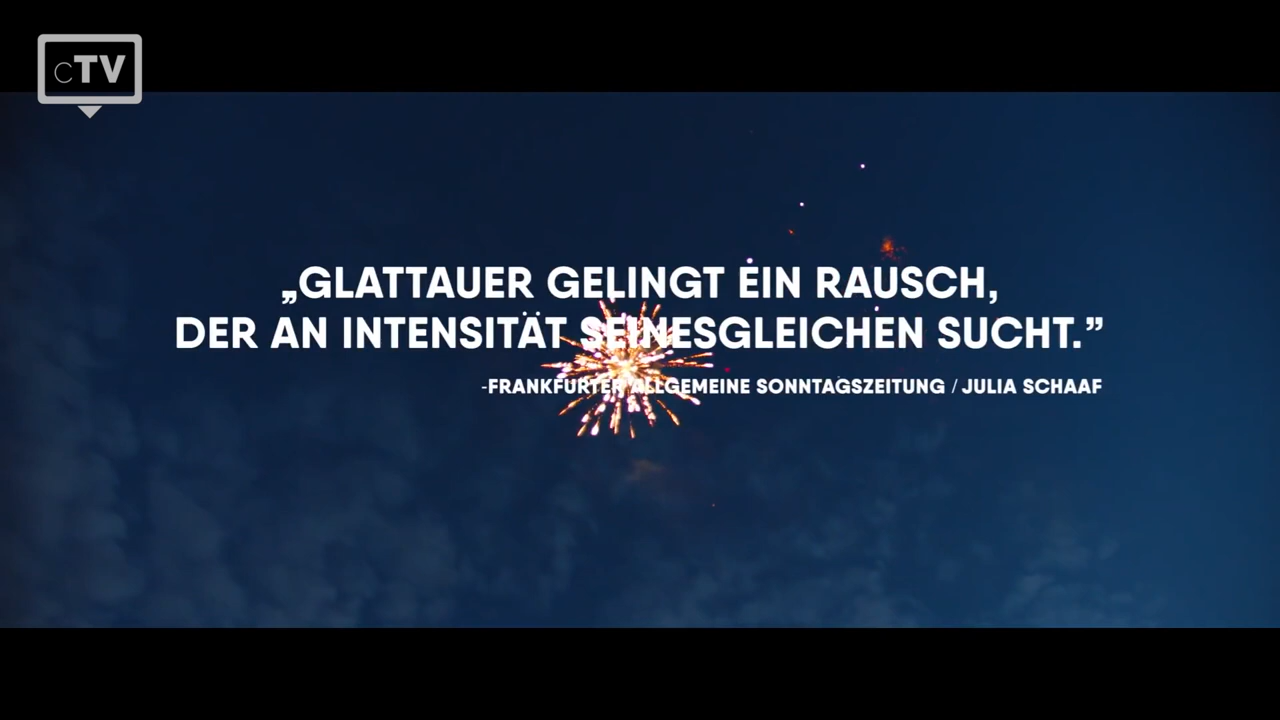 cTV
„GLATTAUER GELINGT EIN RAUSCH,
DER AN INTENSITÄT SEINESGLEICHEN SUCHT.”
-FRANKFURTER ALLGEMEINE SONNTAGSZEITUNG / JULIA SCHAAF